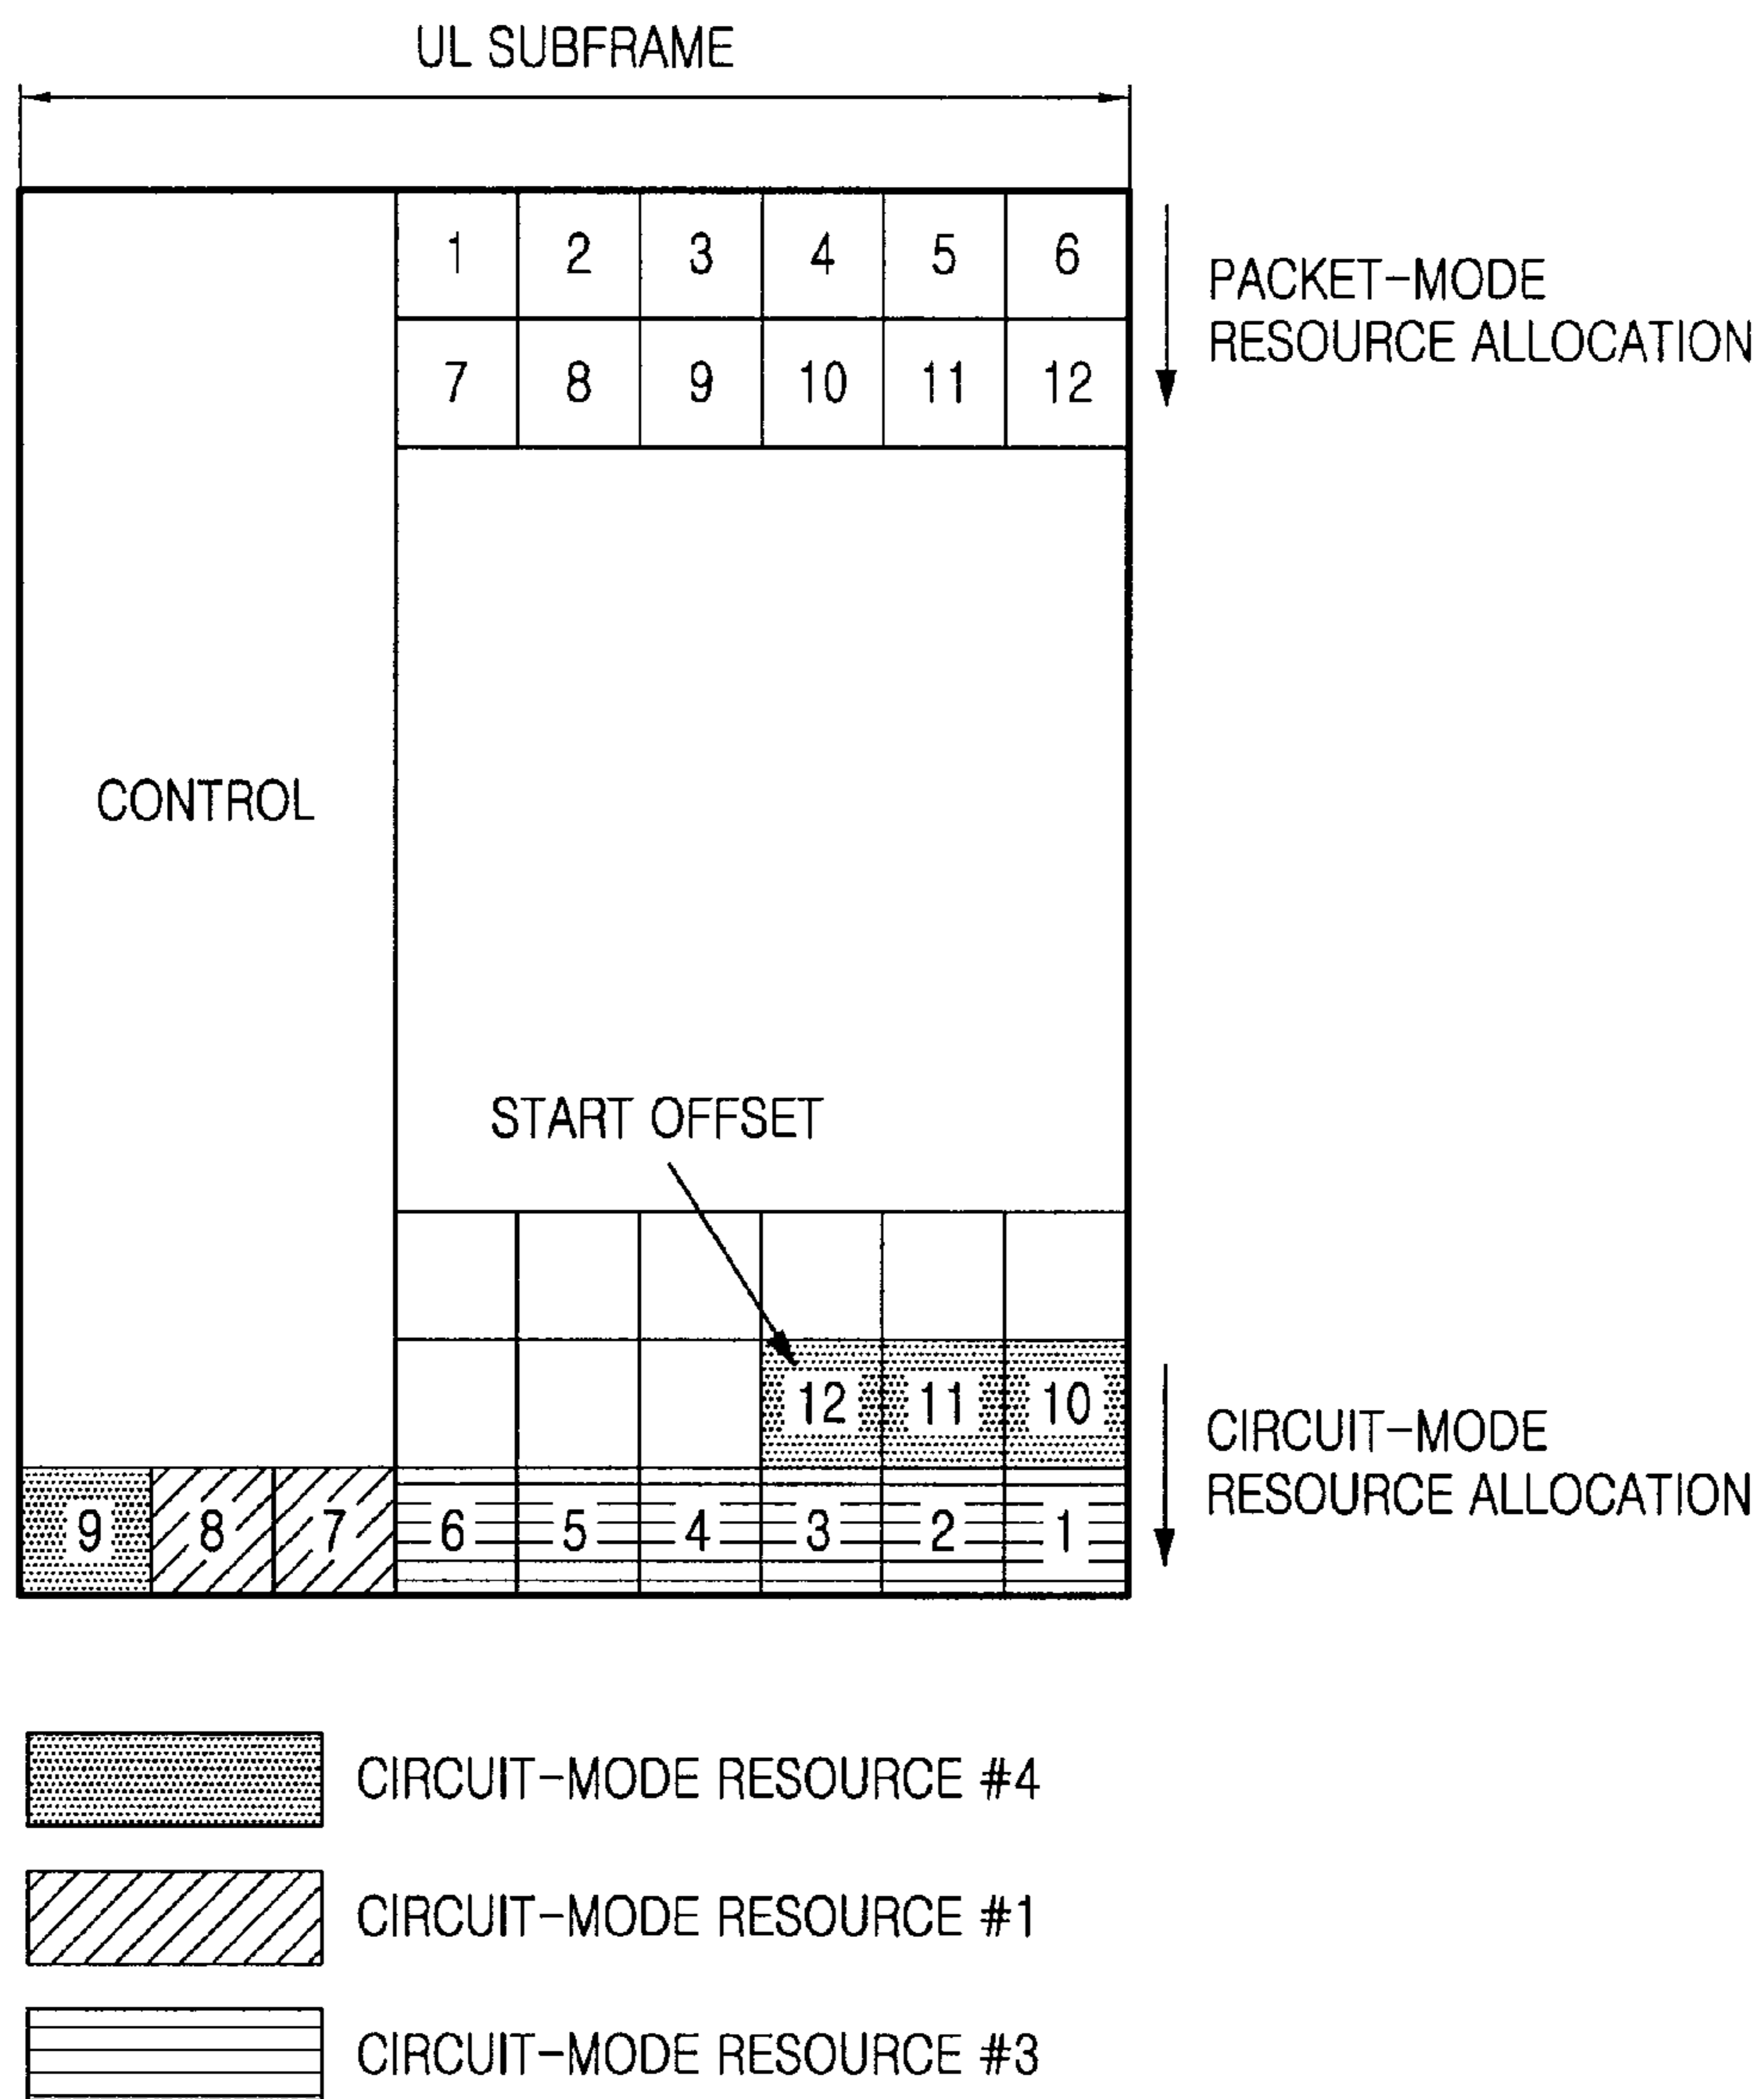 UL SUBFRAME
1 2 3 4 5 6
7 8 9 10 11 12
PACKET-MODE
RESOURCE ALLOCATION
CONTROL
START OFFSET
12 11 10
9 8 7 6 5 4 3 2 1
CIRCUIT-MODE
RESOURCE ALLOCATION
CIRCUIT-MODE RESOURCE #4
CIRCUIT-MODE RESOURCE #1
CIRCUIT-MODE RESOURCE #3